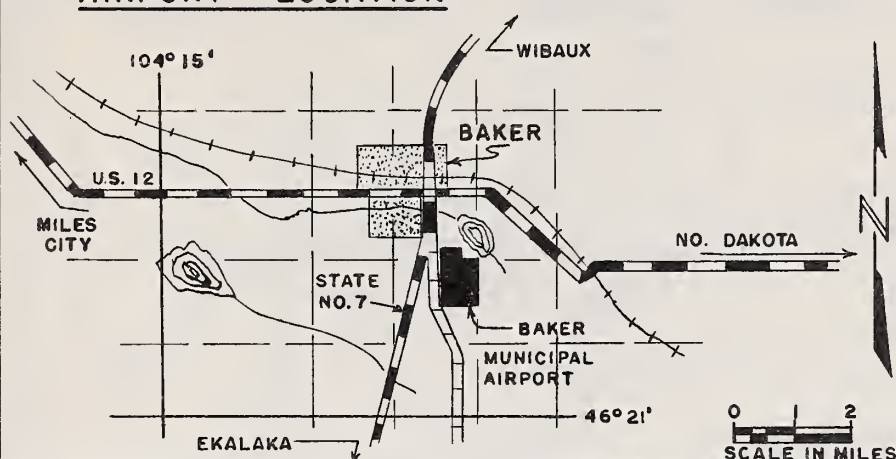 AIRPORT LOCATION
104° 15'
WIBAUX
BAKER
U.S. 12
MILES
CITY
N
NO. DAKOTA
STATE
NO. 7
BAKER
MUNICIPAL
AIRPORT
46° 21'
EKALAKA
0 1 2
SCALE IN MILES